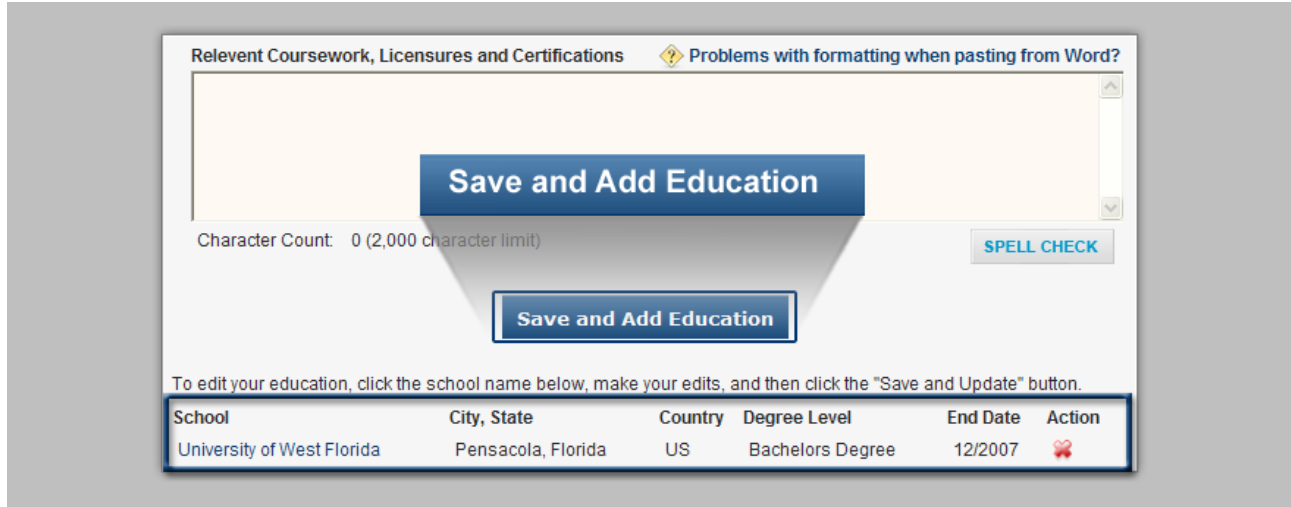 Relevent Coursework, Licensures and Certifications Problems with formatting when pasting from Word?
Save and Add Education
Character Count: 0 (2,000 character limit)
SPELL CHECK
Save and Add Education
To edit your education, click the school name below, make your edits, and then click the "Save and Update" button.
School City, State Country Degree Level End Date Action
University of West Florida Pensacola, Florida US Bachelors Degree 12/2007